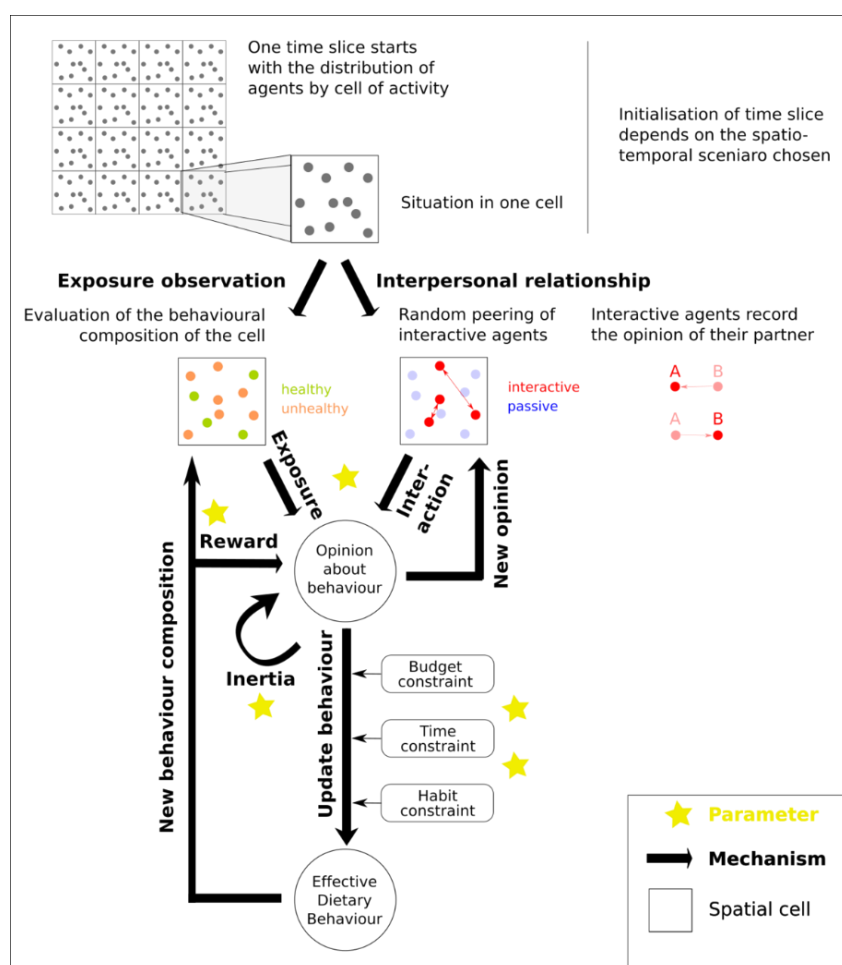 One time slice starts
with the distribution of
agents by cell of activity
Initialisation of time slice
depends on the spatio-
temporal sceniaro chosen
Situation in one cell
Exposure observation
Interpersonal relationship
Evaluation of the behavioural
composition of the cell
Random peering of
interactive agents
Interactive agents record
the opinion of their partner
healthy
unhealthy
interactive
passive
A B
A B
Exposure
Inter-
action
New opinion
Reward
Opinion
about
behaviour
Inertia
New behaviour composition
Update behaviour
Budget
constraint
Time
constraint
Habit
constraint
Effective
Dietary
Behaviour
Parameter
Mechanism
Spatial cell